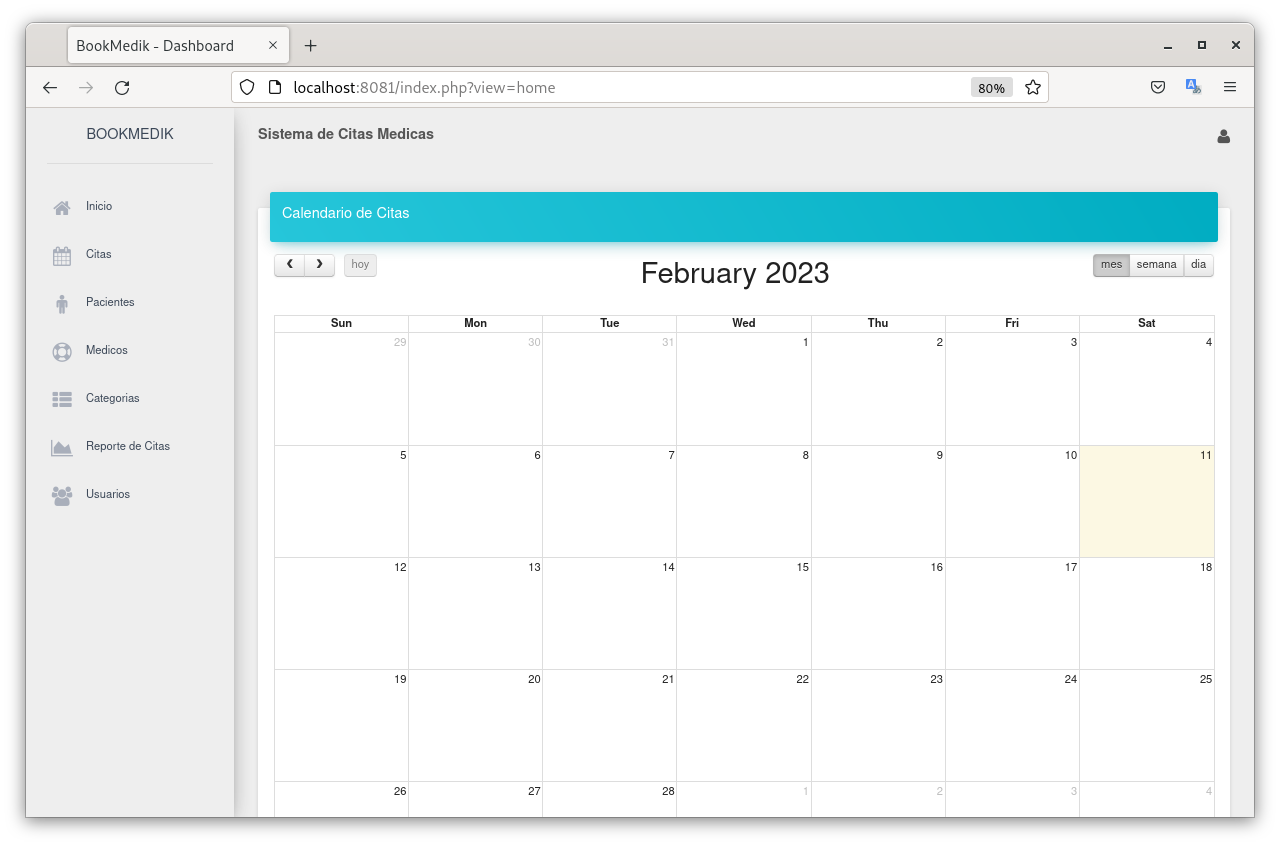 BookMedik - Dashboard
localhost:8081/index.php?view=home
80%
BOOKMEDIK
Sistema de Citas Medicas
Inicio
Citas
Pacientes
Medicos
Categorias
Reporte de Citas
Usuarios
Calendario de Citas
hoy
February 2023
mes semana dia
Sun Mon Tue Wed Thu Fri Sat
29 30 31 1 2 3 4
5 6 7 8 9 10 11
12 13 14 15 16 17 18
19 20 21 22 23 24 25
26 27 28 1 2 3 4